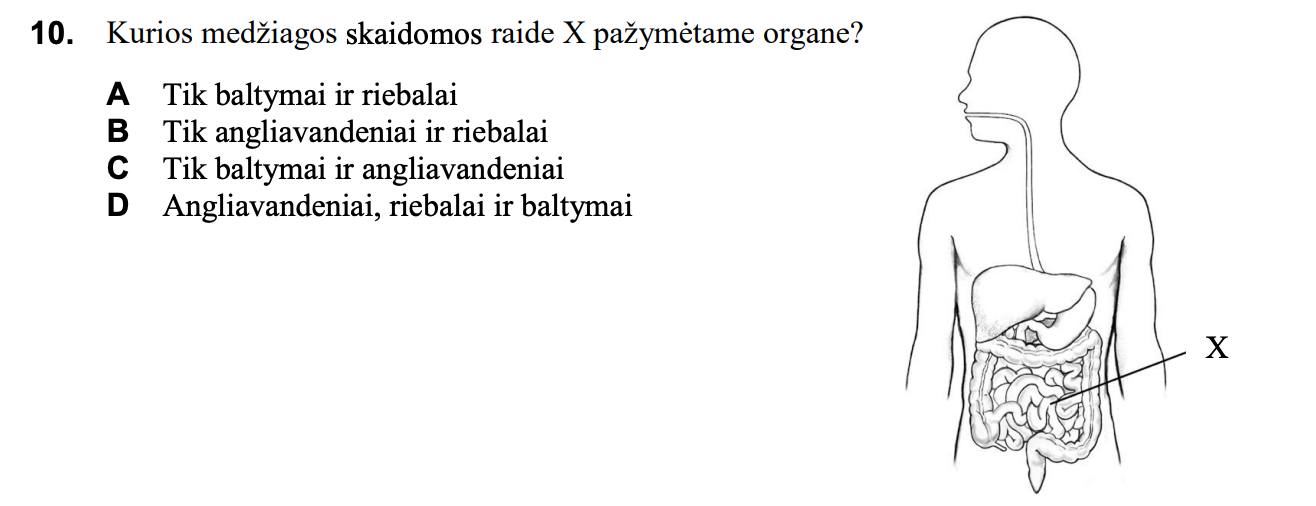 10. Kurios medžiagos skaidomos raide X pažymėtame organe?
A Tik baltymai ir riebalai
B Tik angliavandeniai ir riebalai
C Tik baltymai ir angliavandeniai
D Angliavandeniai, riebalai ir baltymai
X